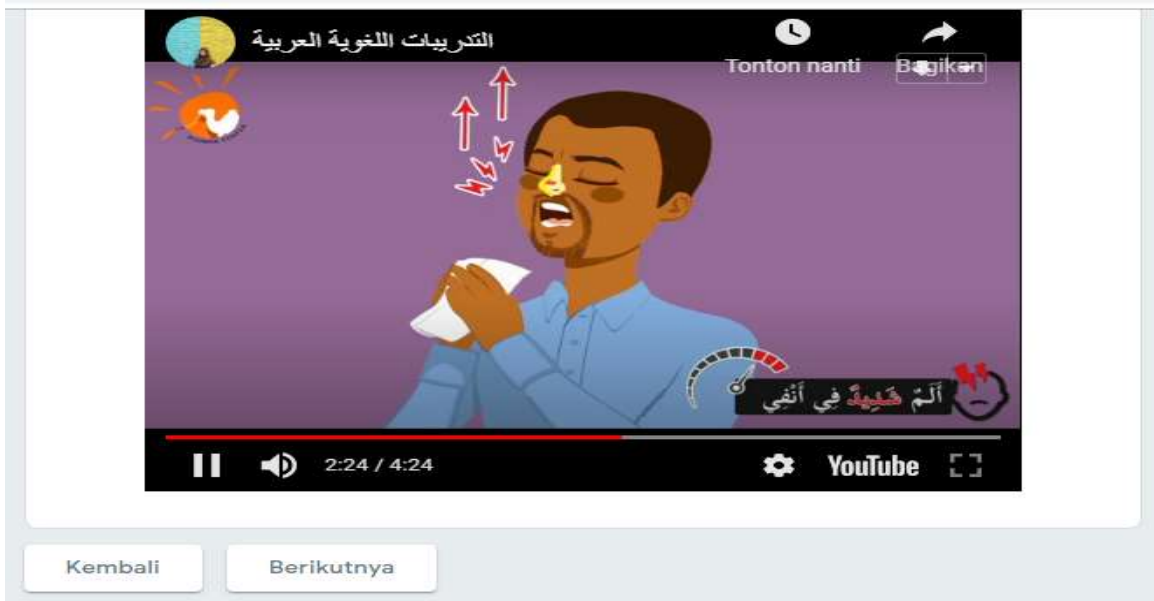 التدريبات اللغوية العربية
Tonton nanti
Bagikan
أَلَمٌ شَدِيدٌ فِي أَنْفِي
2:24 / 4:24
YouTube
Kembali
Berikutnya